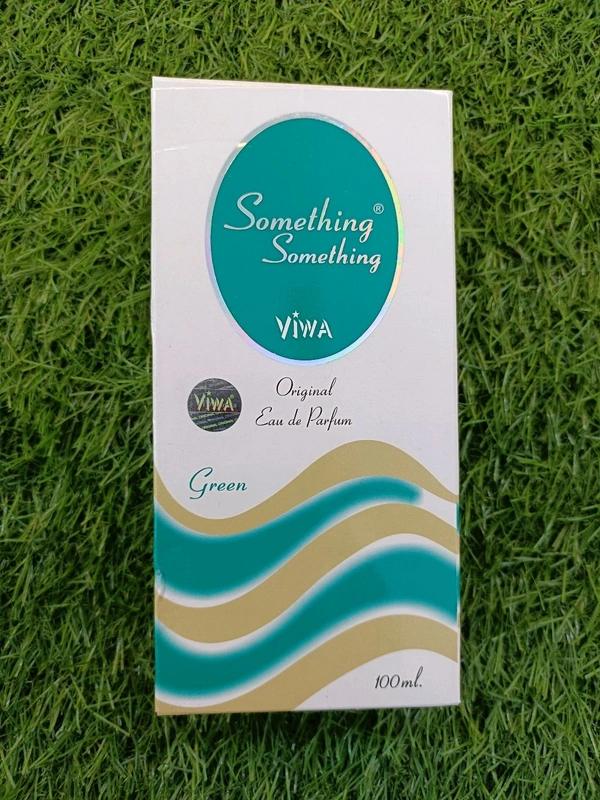 Something®
Something
VIWA
Original
VIWA
Eau de Parfum
Green
100ml.